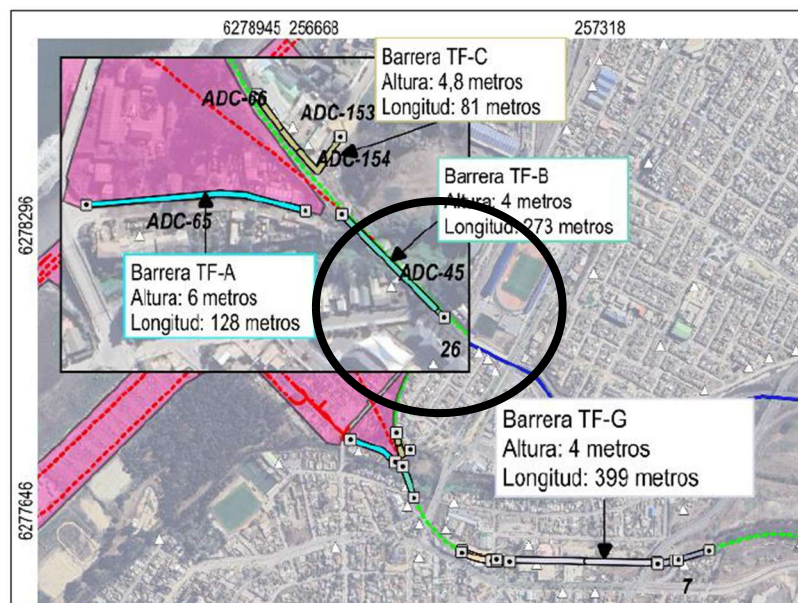 6278945 256668
257318
Barrera TF-C
Altura: 4,8 metros
Longitud: 81 metros
ADC-66
ADC-153
ADC-154
Barrera TF-B
Altura: 4 metros
Longitud: 273 metros
ADC-65
ADC-45
6278296
Barrera TF-A
Altura: 6 metros
Longitud: 128 metros
26
Barrera TF-G
Altura: 4 metros
Longitud: 399 metros
6277646
7